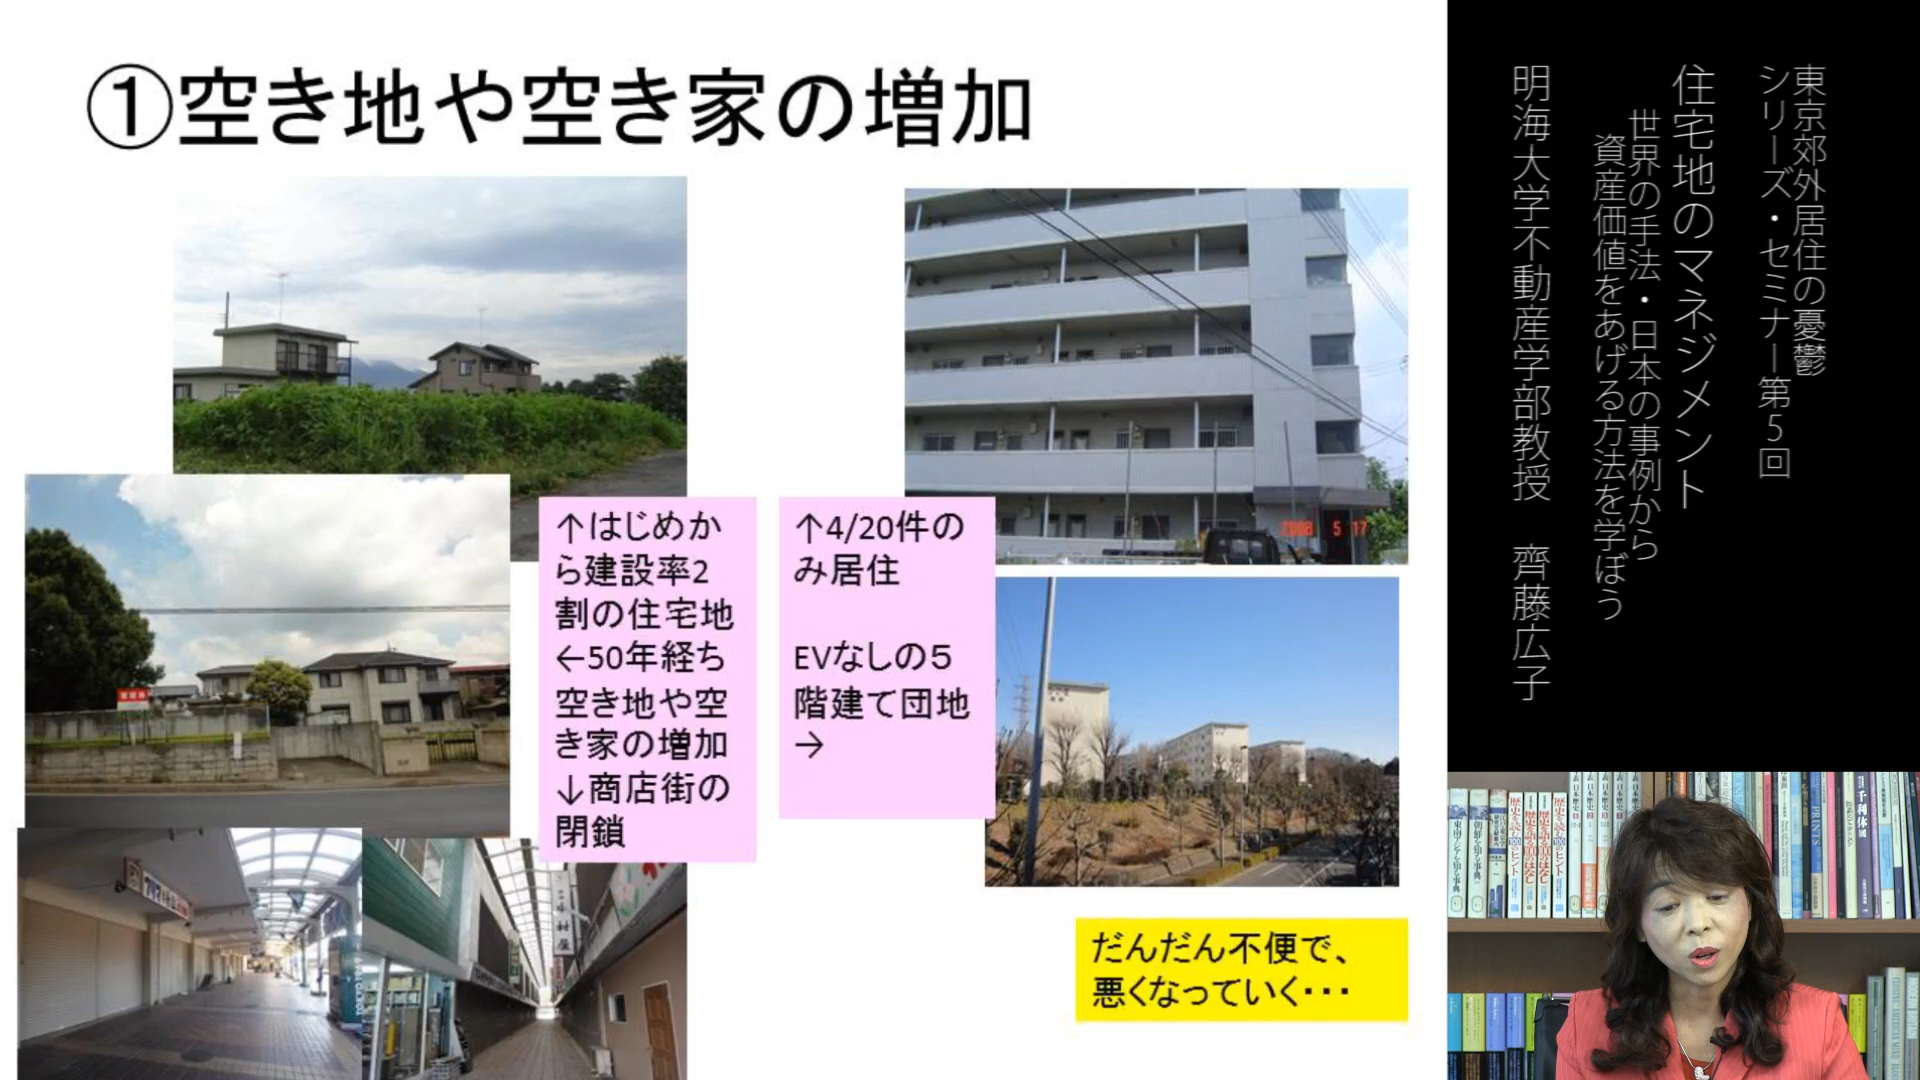 ①空き地や空き家の増加
↑はじめか
ら建設率2
割の住宅地
←50年経ち
空き地や空
き家の増加
↓商店街の
閉鎖
↑4/20件の
み居住
EVなしの5
階建て団地
→
2008 5 17
だんだん不便で、
悪くなっていく・・・
東京郊外居住の憂鬱
シリーズ・セミナー第5回
住宅地のマネジメント
世界の手法・日本の事例から
資産価値をあげる方法を学ぼう
明海大学不動産学部教授 齊藤広子